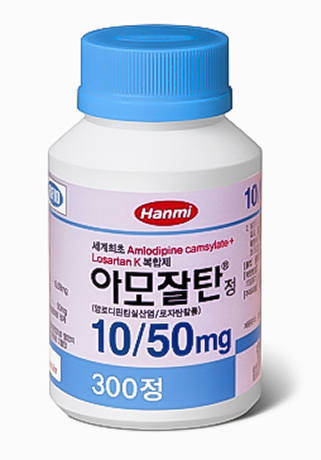 Hanmi
세계최초 Amlodipine camsylate +
Losartan K 복합제
아모잘탄® 정
(암로디핀캄실산염/로자탄칼륨)
10/50mg
300정
10